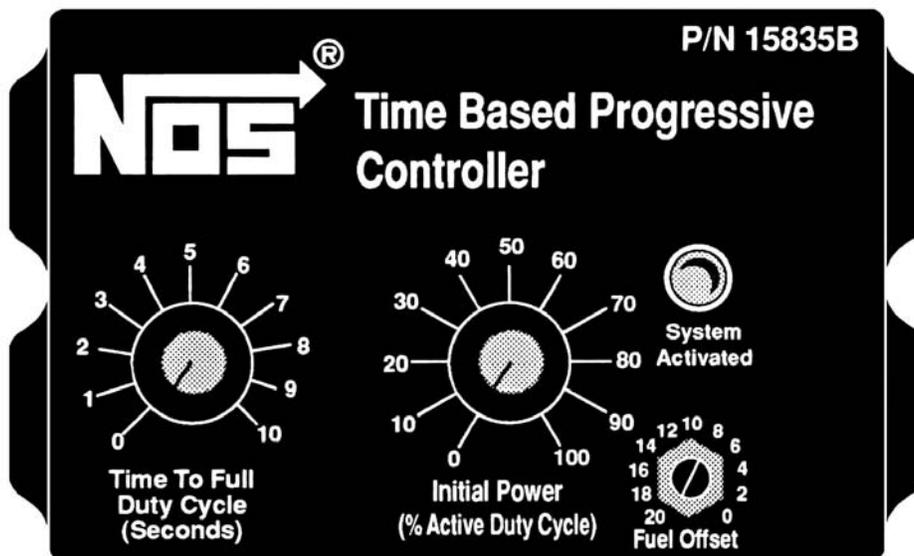 P/N 15835B
NOS®
Time Based Progressive
Controller
0
1
2
3
4
5
6
7
8
9
10
Time To Full
Duty Cycle
(Seconds)
0
10
20
30
40
50
60
70
80
90
100
Initial Power
(% Active Duty Cycle)
System
Activated
20
18
16
14
12
10
8
6
4
2
0
Fuel Offset